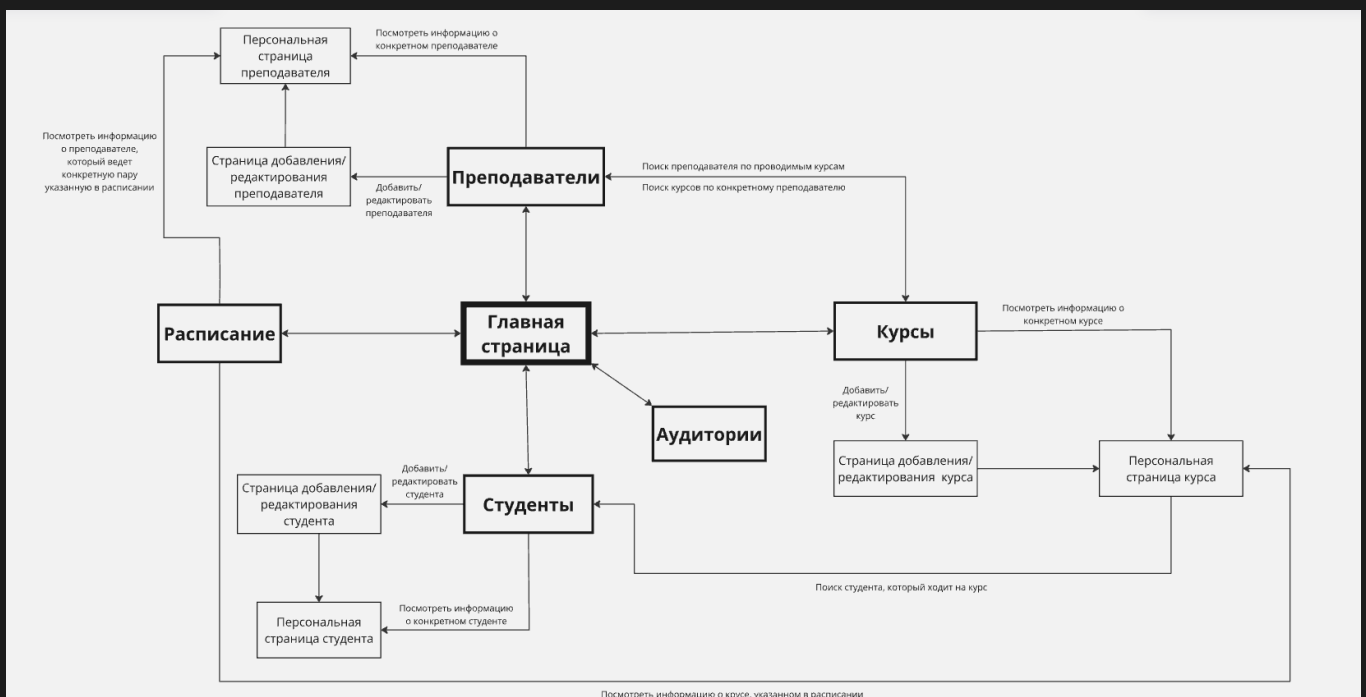 Персональная
страница
преподавателя
Посмотреть информацию о
конкретном преподавателе
Посмотреть информацию
о преподавателе,
который ведет
конкретную пару
указанную в расписании
Страница добавления/
редактирования
преподавателя
Добавить/
редактировать
преподавателя
Преподаватели
Поиск преподавателя по проводимым курсам
Поиск курсов по конкретному преподавателю
Расписание
Главная
страница
Курсы
Посмотреть информацию о
конкретном курсе
Добавить/
редактировать
курс
Аудитории
Страница добавления/
редактирования курса
Персональная
страница курса
Страница добавления/
редактирования
студента
Добавить/
редактировать
студента
Студенты
Поиск студента, который ходит на курс
Персональная
страница студента
Посмотреть информацию
о конкретном студенте
Посмотреть информацию о крусе, указанном в расписании